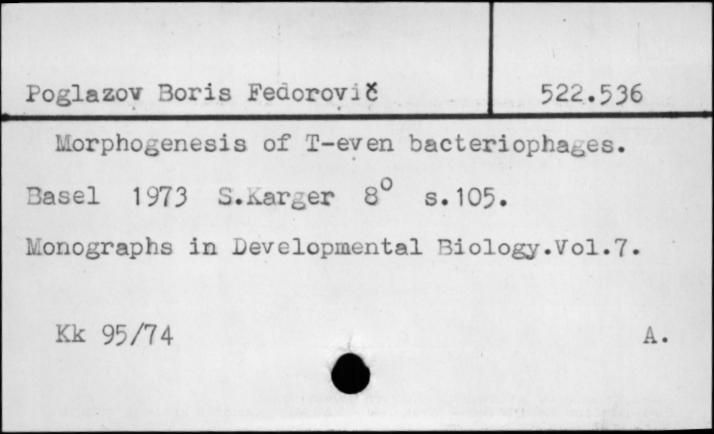 Poglazov Boris Fedorovič 522.536
Morphogenesis of T-even bacteriophages.
Basel 1973 S.Karger 8° s.105.
Monographs in Developmental Biology.Vol.7.
Kk 95/74 A.